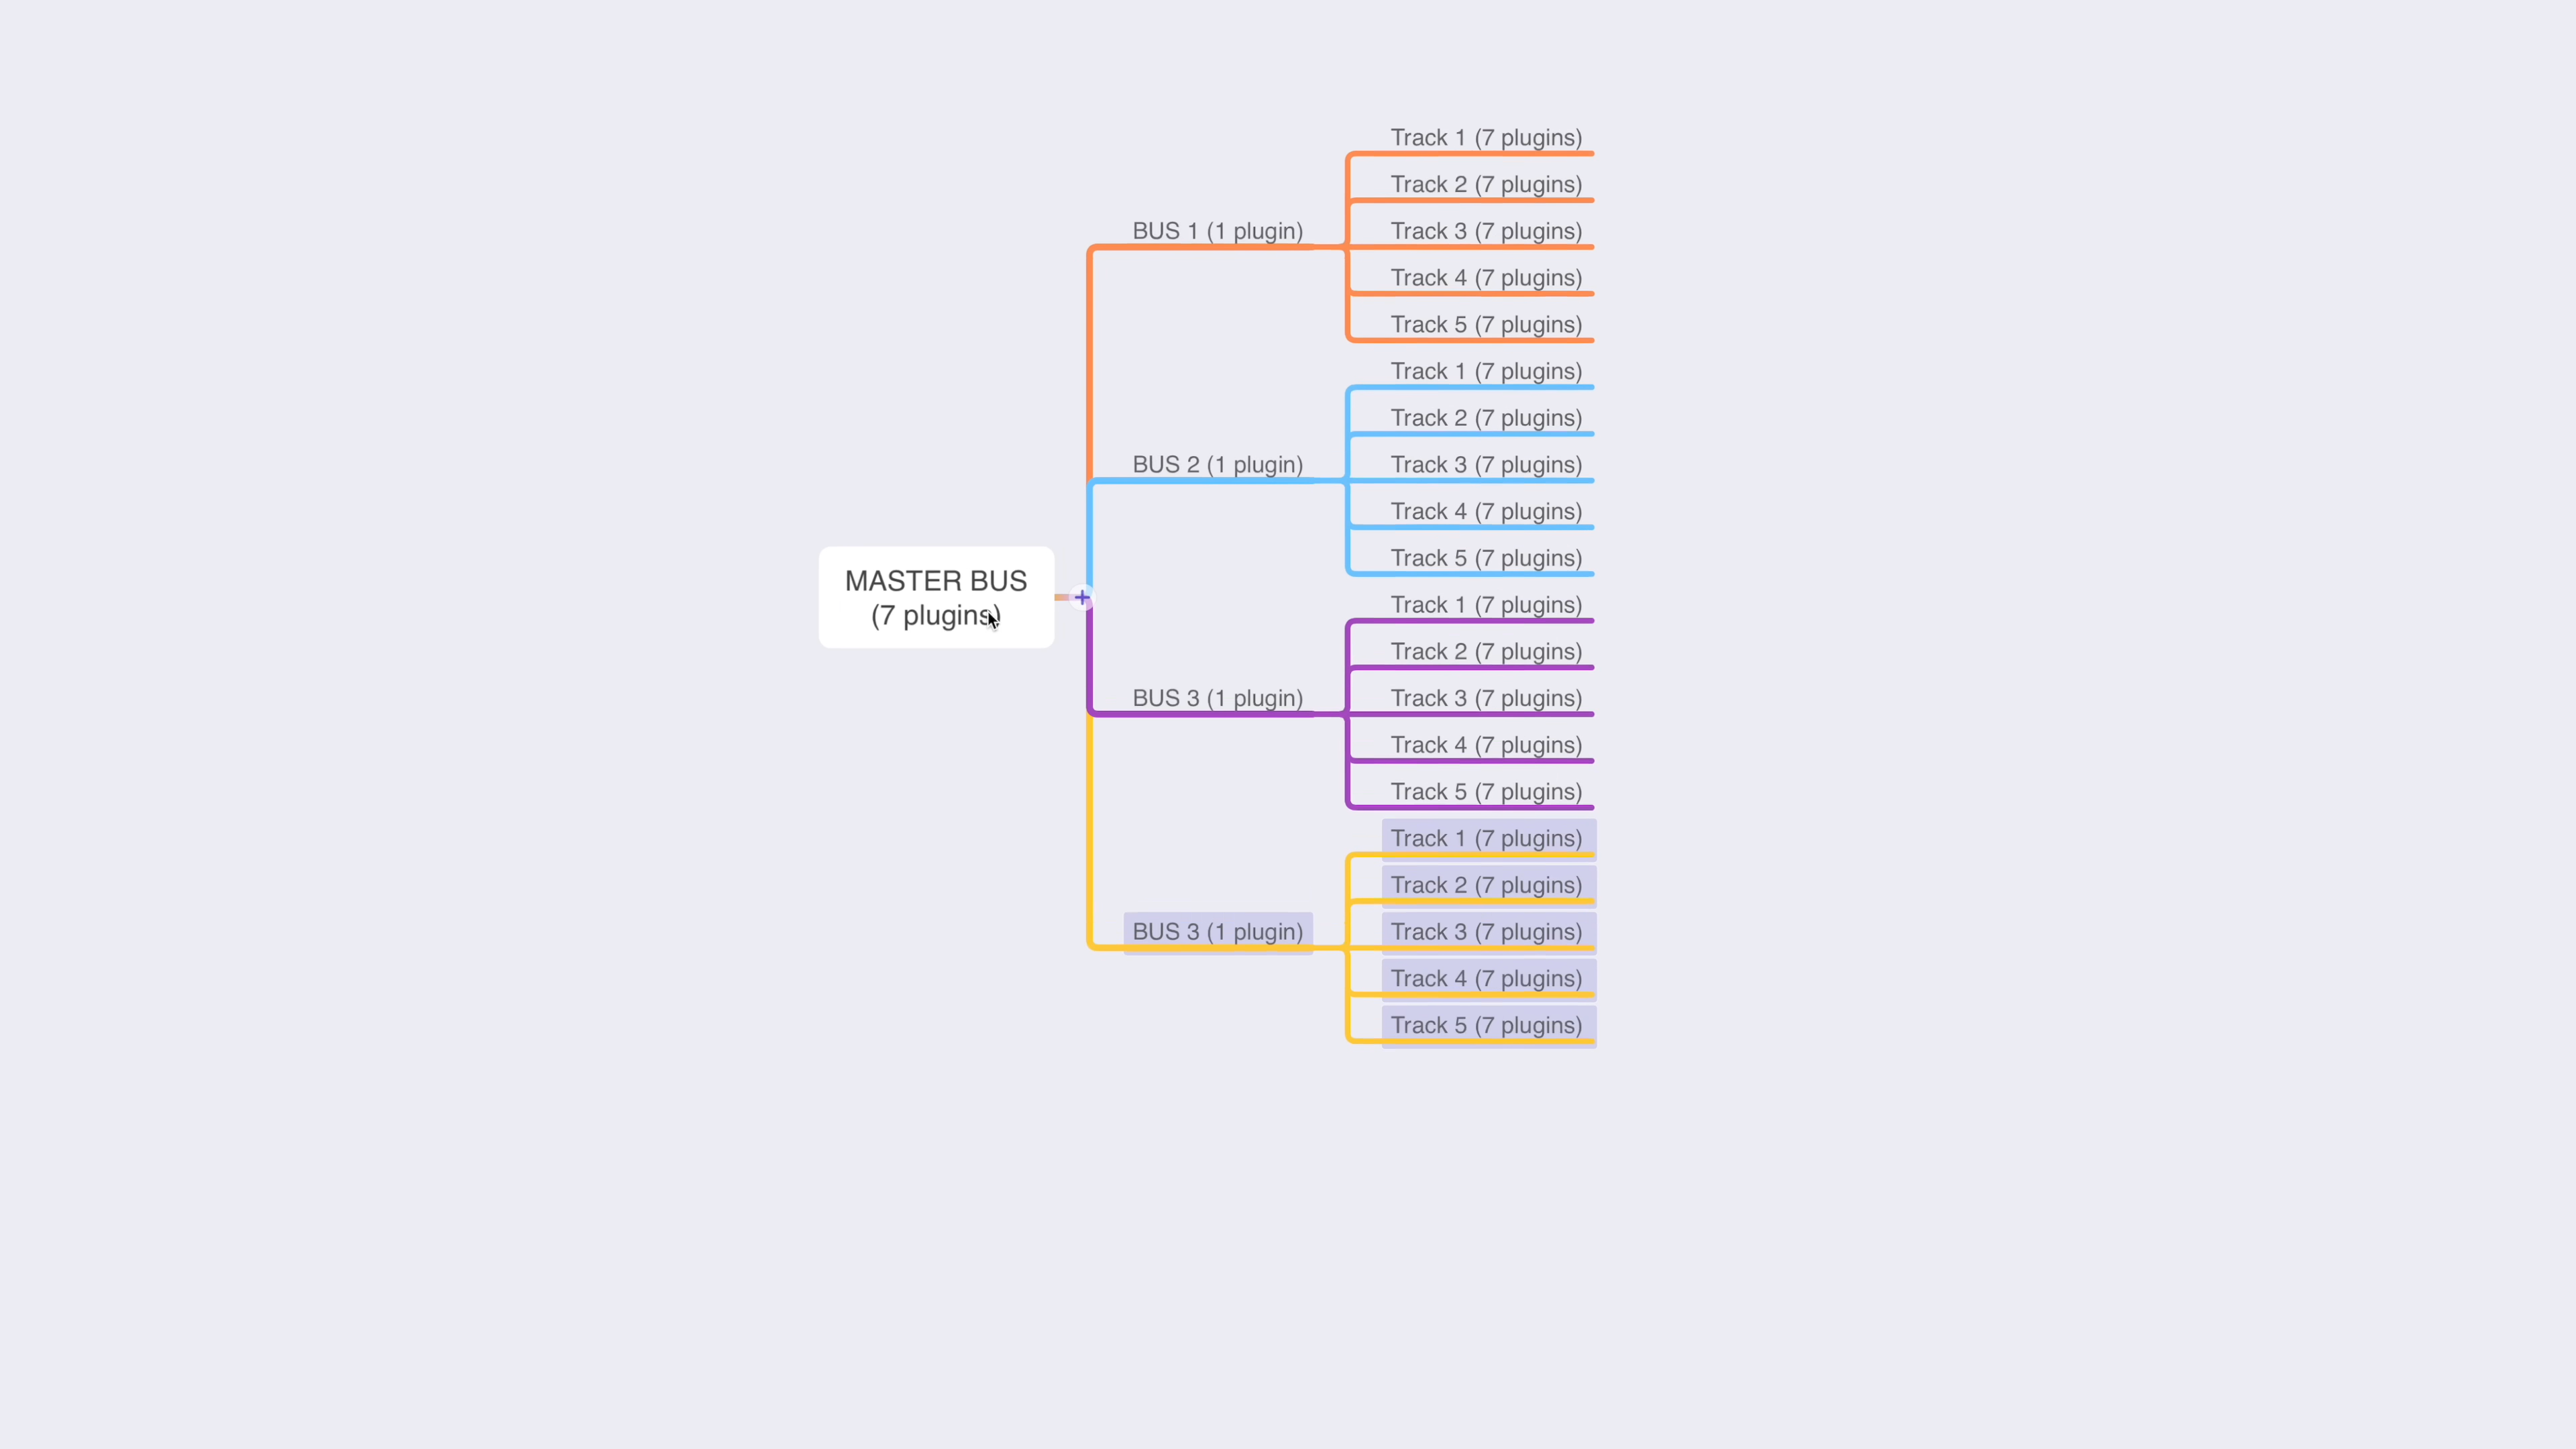 MASTER BUS
(7 plugins)
BUS 1 (1 plugin)
Track 1 (7 plugins)
Track 2 (7 plugins)
Track 3 (7 plugins)
Track 4 (7 plugins)
Track 5 (7 plugins)
BUS 2 (1 plugin)
Track 1 (7 plugins)
Track 2 (7 plugins)
Track 3 (7 plugins)
Track 4 (7 plugins)
Track 5 (7 plugins)
BUS 3 (1 plugin)
Track 1 (7 plugins)
Track 2 (7 plugins)
Track 3 (7 plugins)
Track 4 (7 plugins)
Track 5 (7 plugins)
BUS 3 (1 plugin)
Track 1 (7 plugins)
Track 2 (7 plugins)
Track 3 (7 plugins)
Track 4 (7 plugins)
Track 5 (7 plugins)